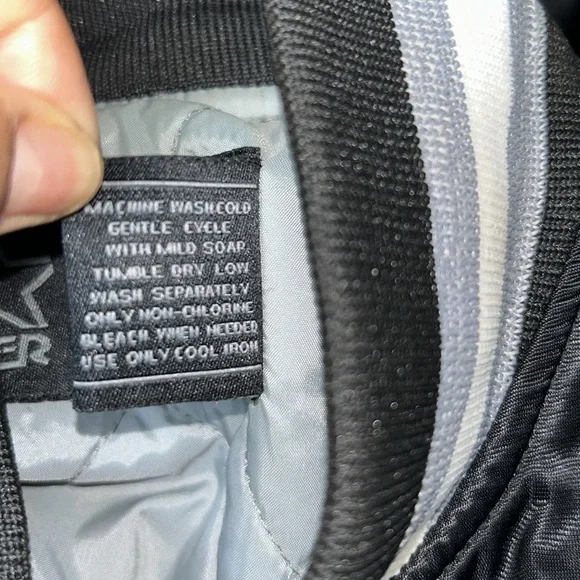 MACHINE WASH COLD
GENTLE CYCLE
WITH MILD SOAP
TUMBLE DRY LOW
WASH SEPARATELY
ONLY NON-CHLORINE
BLEACH WHEN NEEDED
USE ONLY COOL IRON
ER